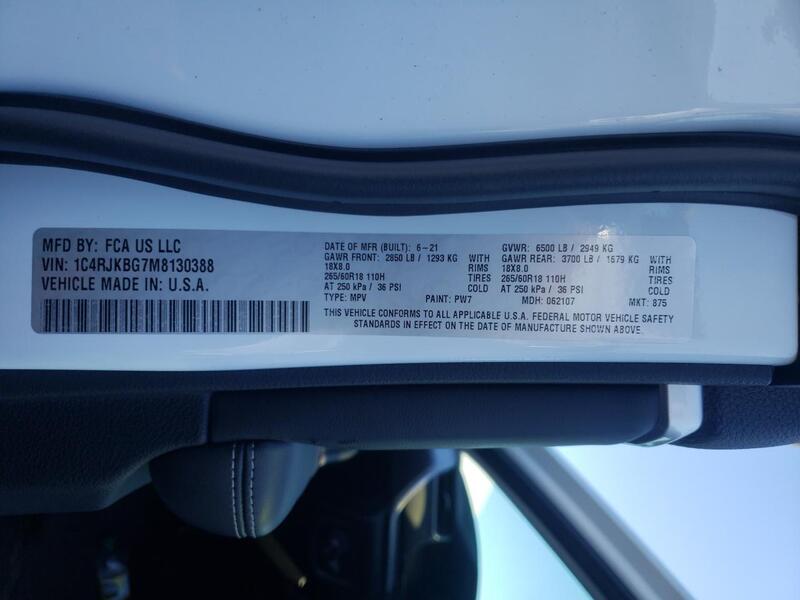 MFD BY: FCA US LLC
VIN: 1C4RJKBG7M8130388
VEHICLE MADE IN: U.S.A.
DATE OF MFR (BUILT): 6-21 GVWR: 6500 LB / 2949 KG
GAWR FRONT: 2850 LB / 1293 KG WITH GAWR REAR: 3700 LB / 1679 KG WITH
18X8.0 RIMS 18X8.0 RIMS
265/60R18 110H TIRES 265/60R18 110H TIRES
AT 250 kPa / 36 PSI COLD AT 250 kPa / 36 PSI COLD
TYPE: MPV PAINT: PW7 MDH: 062107 MKT: 875
THIS VEHICLE CONFORMS TO ALL APPLICABLE U.S.A. FEDERAL MOTOR VEHICLE SAFETY
STANDARDS IN EFFECT ON THE DATE OF MANUFACTURE SHOWN ABOVE.